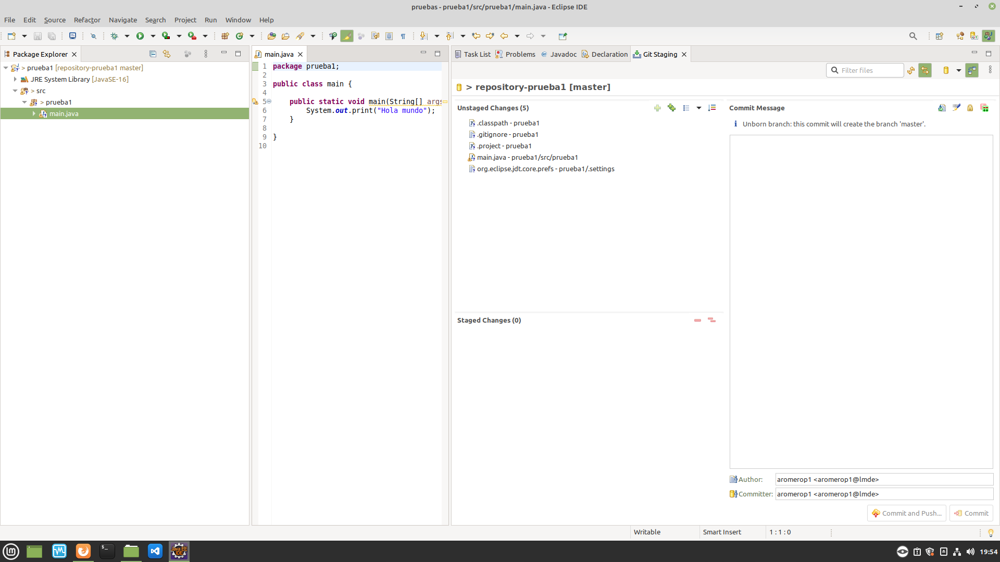 pruebas - prueba1/src/prueba1/main.java - Eclipse IDE
File Edit Source Refactor Navigate Search Project Run Window Help
Package Explorer
> prueba1 [repository-prueba1 master]
JRE System Library [JavaSE-16]
> src
> prueba1
main.java
main.java
1 package prueba1;
2
3 public class main {
4
5 public static void main(String[] args
6 System.out.print("Hola mundo");
7 }
8
9 }
10
Task List Problems @ Javadoc Declaration Git Staging
Filter files
> repository-prueba1 [master]
Unstaged Changes (5)
.classpath - prueba1
.gitignore - prueba1
.project - prueba1
main.java - prueba1/src/prueba1
org.eclipse.jdt.core.prefs - prueba1/.settings
Staged Changes (0)
Commit Message
Unborn branch: this commit will create the branch 'master'.
Author: aromerop1 <aromerop1@lmde>
Committer: aromerop1 <aromerop1@lmde>
Commit and Push... Commit
Writable Smart Insert 1 : 1 : 0
Java EE
IDE
19:54